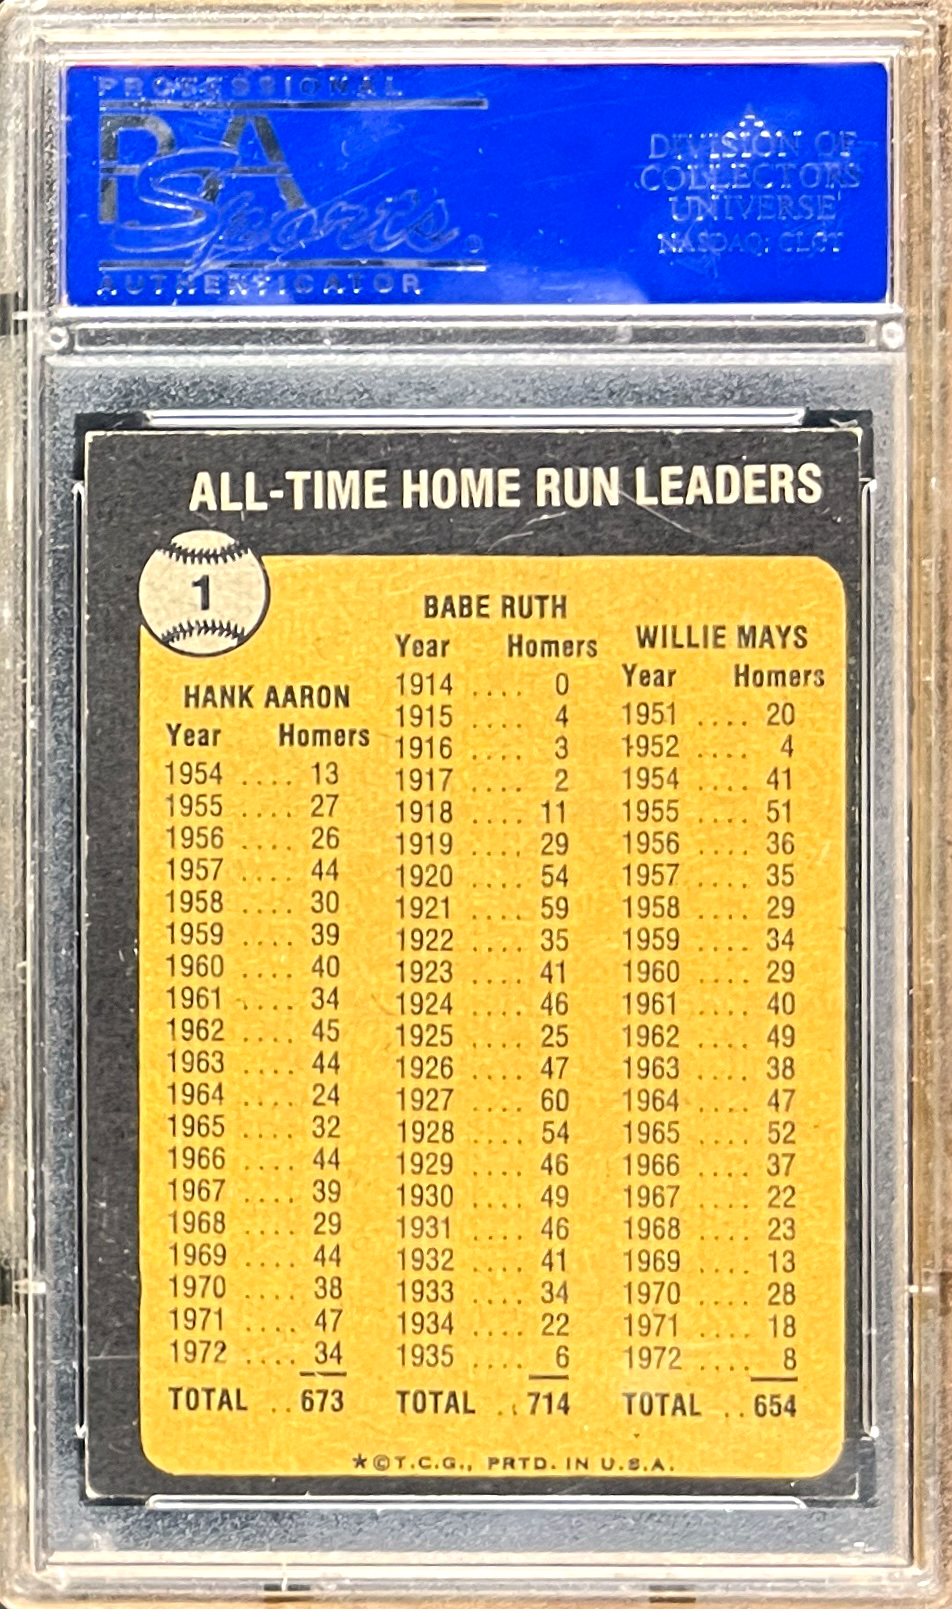 PROFESSIONAL
PSA
Sports
AUTHENTICATOR
A
DIVISION OF
COLLECTORS
UNIVERSE
NASDAQ: CLCT
ALL-TIME HOME RUN LEADERS
1
HANK AARON
Year Homers
1954 .... 13
1955 .... 27
1956 .... 26
1957 .... 44
1958 .... 30
1959 .... 39
1960 .... 40
1961 .... 34
1962 .... 45
1963 .... 44
1964 .... 24
1965 .... 32
1966 .... 44
1967 .... 39
1968 .... 29
1969 .... 44
1970 .... 38
1971 .... 47
1972 .... 34
TOTAL .. 673
BABE RUTH
Year Homers
1914 .... 0
1915 .... 4
1916 .... 3
1917 .... 2
1918 .... 11
1919 .... 29
1920 .... 54
1921 .... 59
1922 .... 35
1923 .... 41
1924 .... 46
1925 .... 25
1926 .... 47
1927 .... 60
1928 .... 54
1929 .... 46
1930 .... 49
1931 .... 46
1932 .... 41
1933 .... 34
1934 .... 22
1935 .... 6
TOTAL .. 714
WILLIE MAYS
Year Homers
1951 .... 20
1952 .... 4
1954 .... 41
1955 .... 51
1956 .... 36
1957 .... 35
1958 .... 29
1959 .... 34
1960 .... 29
1961 .... 40
1962 .... 49
1963 .... 38
1964 .... 47
1965 .... 52
1966 .... 37
1967 .... 22
1968 .... 23
1969 .... 13
1970 .... 28
1971 .... 18
1972 .... 8
TOTAL .. 654
★©T.C.G., PRTD. IN U.S.A.